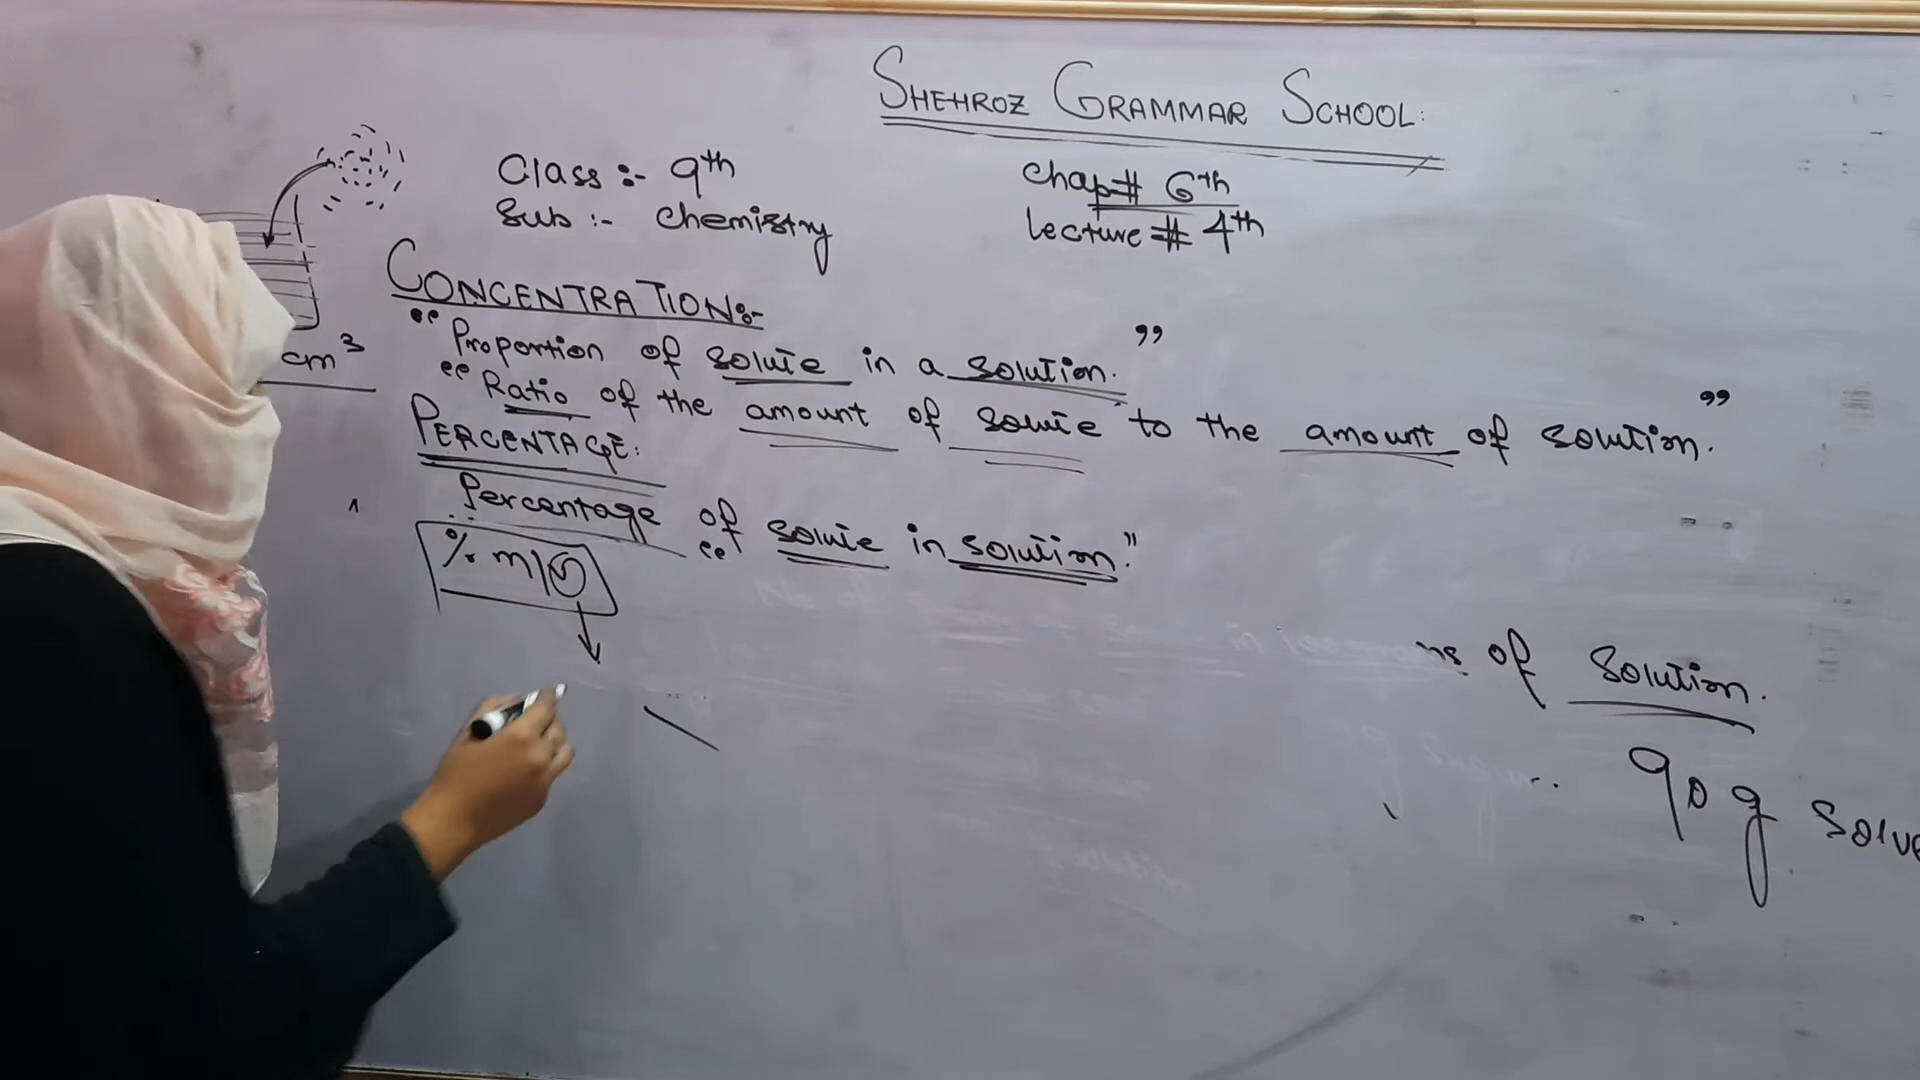 SHEHROZ GRAMMAR SCHOOL:
Class :- 9th
Sub :- Chemistry
Chap# 6th
Lecture # 4th
CONCENTRATION:-
cm³
“Proportion of solute in a solution.”
“Ratio of the amount of solute to the amount of solution.”
PERCENTAGE:
Percentage of “solute in solution.”
% m/v
of solution.
90 g